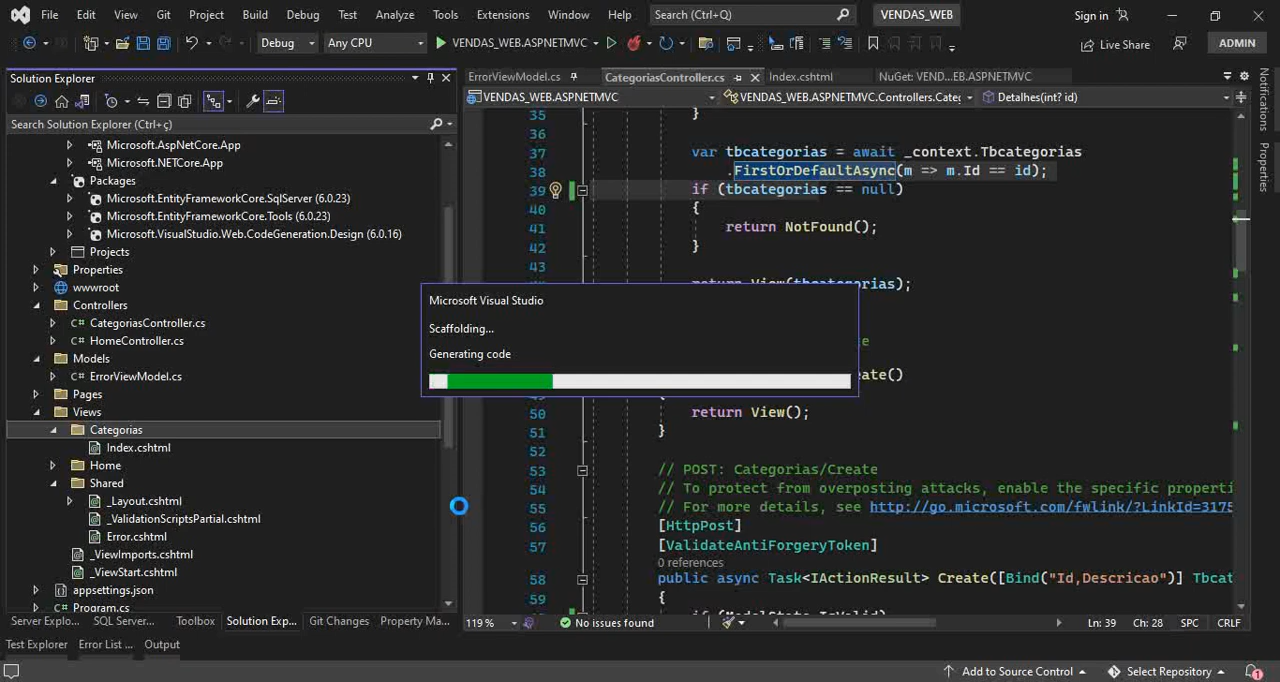 File Edit View Git Project Build Debug Test Analyze Tools Extensions Window Help Search (Ctrl+Q) VENDAS_WEB Sign in
Debug Any CPU VENDAS_WEB.ASPNETMVC Live Share ADMIN
Solution Explorer
Search Solution Explorer (Ctrl+ç)
Microsoft.AspNetCore.App
Microsoft.NETCore.App
Packages
Microsoft.EntityFrameworkCore.SqlServer (6.0.23)
Microsoft.EntityFrameworkCore.Tools (6.0.23)
Microsoft.VisualStudio.Web.CodeGeneration.Design (6.0.16)
Projects
Properties
wwwroot
Controllers
C# CategoriasController.cs
C# HomeController.cs
Models
C# ErrorViewModel.cs
Pages
Views
Categorias
Index.cshtml
Home
Shared
_Layout.cshtml
_ValidationScriptsPartial.cshtml
Error.cshtml
_ViewImports.cshtml
_ViewStart.cshtml
appsettings.json
C# Program.cs
Server Explo... SQL Server... Toolbox Solution Exp... Git Changes Property Ma...
ErrorViewModel.cs CategoriasController.cs Index.cshtml NuGet: VEND...EB.ASPNETMVC
VENDAS_WEB.ASPNETMVC VENDAS_WEB.ASPNETMVC.Controllers.Cate Detalhes(int? id)
35 }
36
37 var tbcategorias = await _context.Tbcategorias
38 .FirstOrDefaultAsync(m => m.Id == id);
39 if (tbcategorias == null)
40 {
41 return NotFound();
42 }
43
return View(tbcategorias);
Microsoft Visual Studio
Scaffolding...
Generating code
e
eate()
50 return View();
51 }
52
53 // POST: Categorias/Create
54 // To protect from overposting attacks, enable the specific properti
55 // For more details, see http://go.microsoft.com/fwlink/?LinkId=3175
56 [HttpPost]
57 [ValidateAntiForgeryToken]
0 references
58 public async Task<IActionResult> Create([Bind("Id,Descricao")] Tbcat
59 {
if (ModelState.IsValid)
119 % No issues found Ln: 39 Ch: 28 SPC CRLF
Notifications
Properties
Test Explorer Error List ... Output
Add to Source Control Select Repository 1